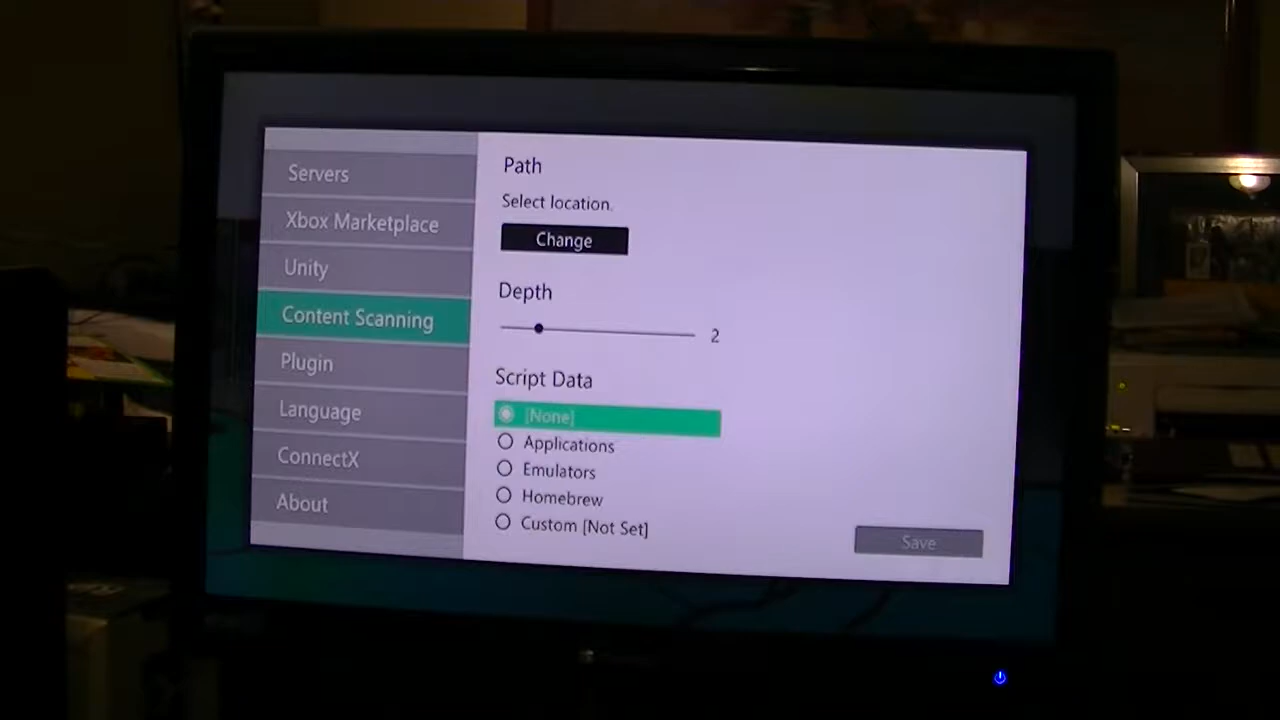 Servers
Xbox Marketplace
Unity
Content Scanning
Plugin
Language
ConnectX
About
Path
Select location.
Change
Depth
2
Script Data
[None]
Applications
Emulators
Homebrew
Custom [Not Set]
Save